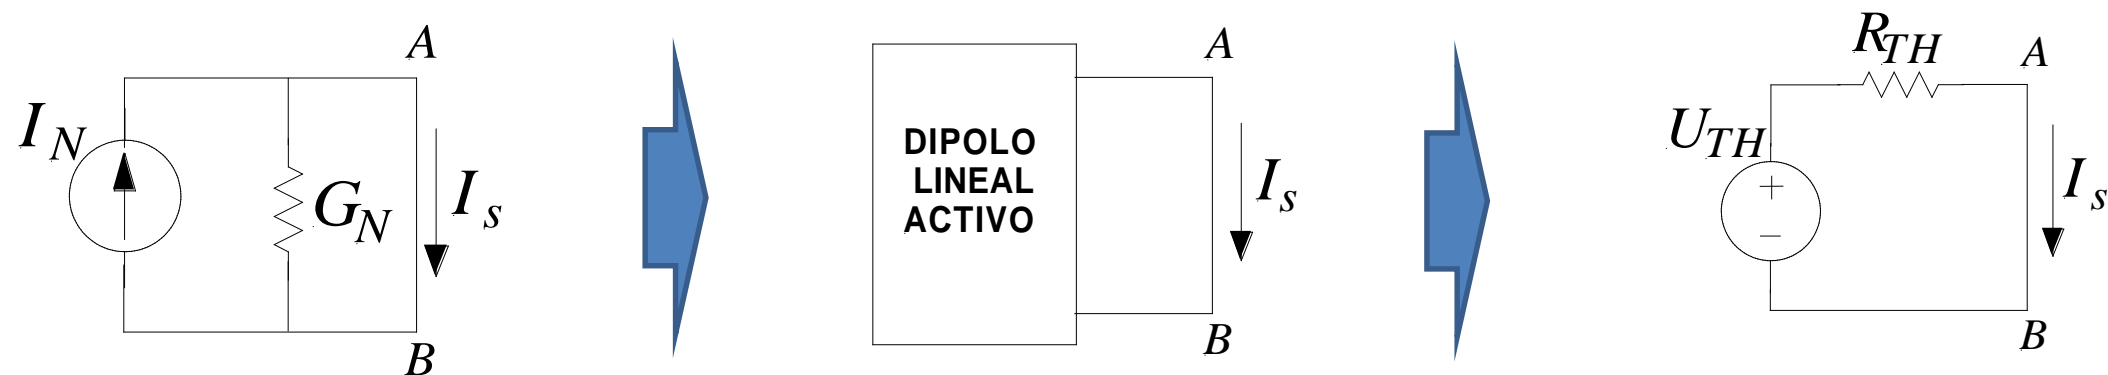 I_N
G_N
A
I_s
B
DIPOLO
LINEAL
ACTIVO
A
I_s
B
U_TH
+
−
R_TH
A
I_s
B